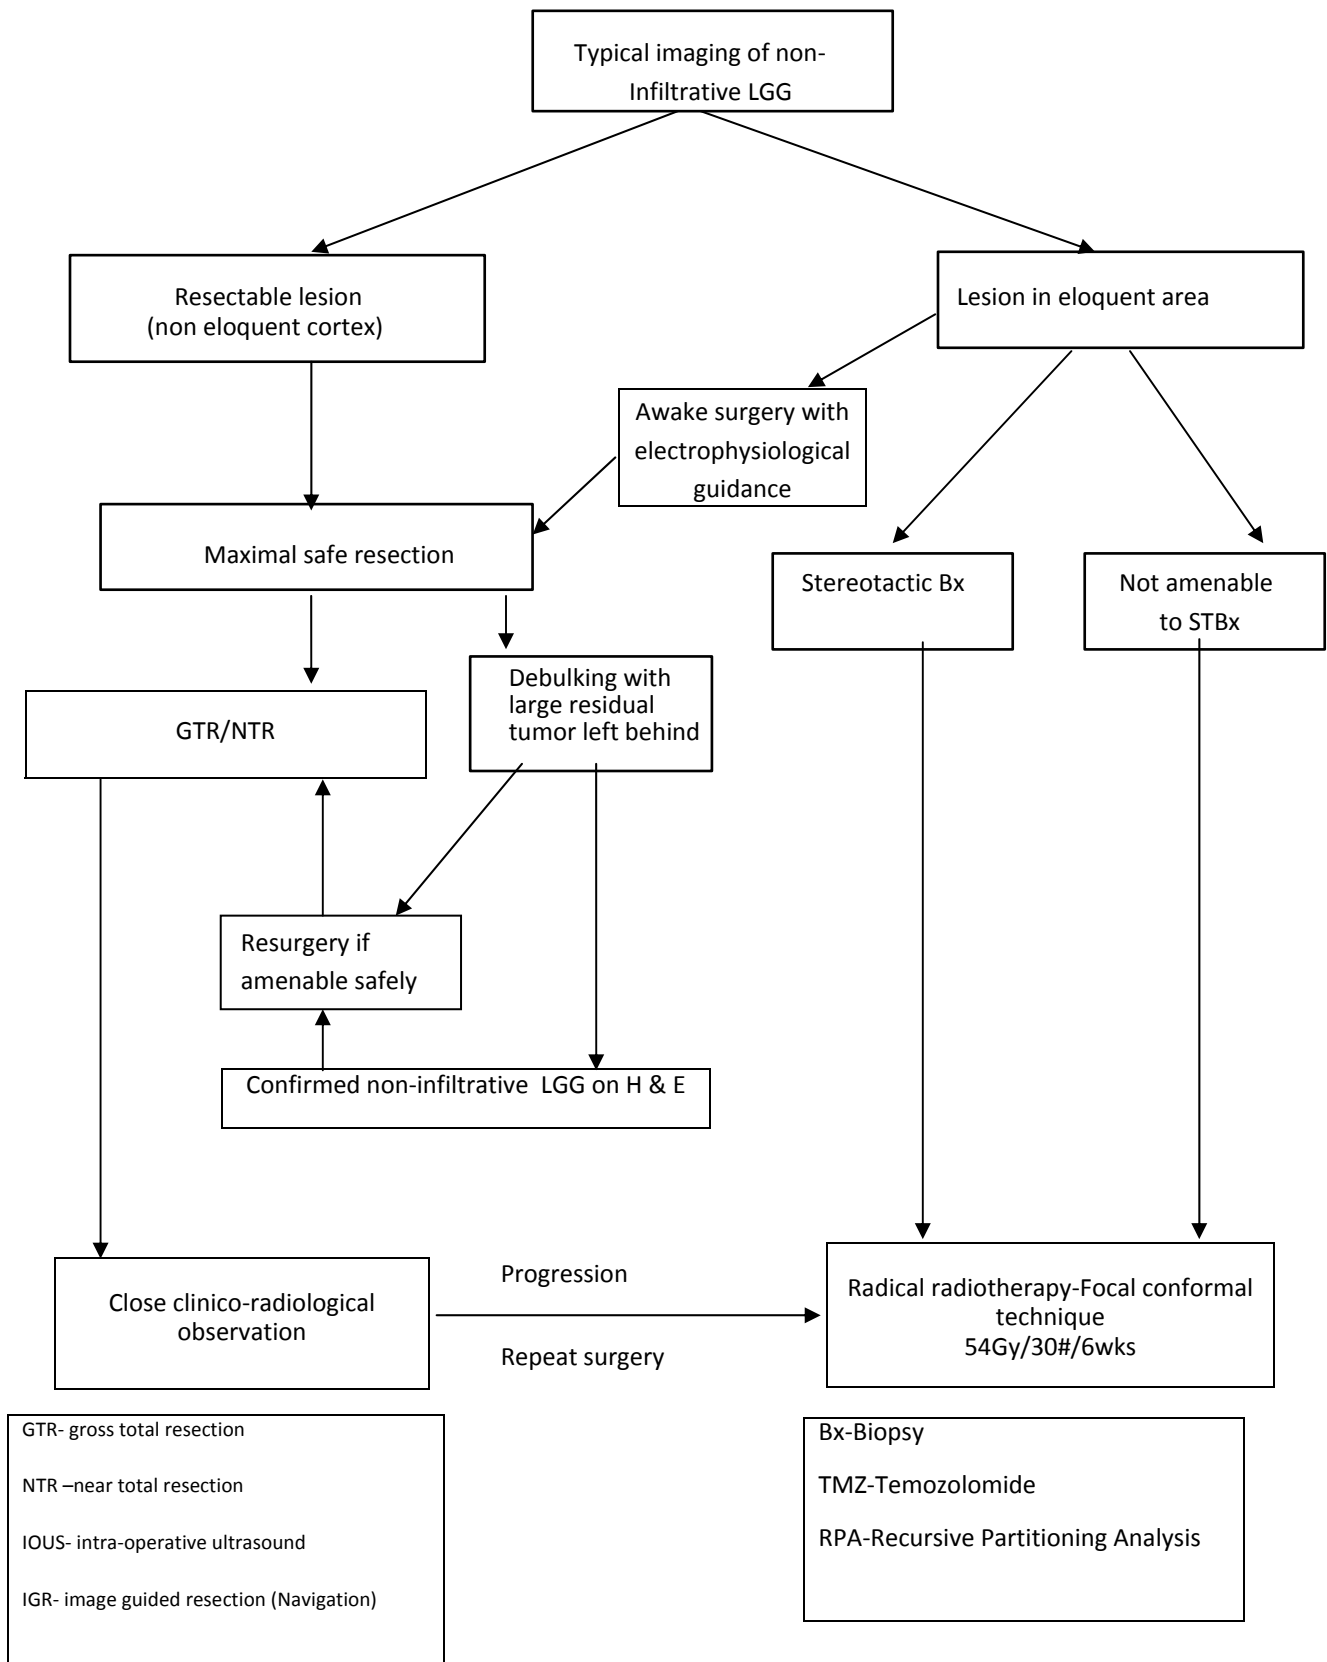 Typical imaging of non-
Infiltrative LGG
Resectable lesion
(non eloquent cortex)
Lesion in eloquent area
Awake surgery with
electrophysiological
guidance
Maximal safe resection
Stereotactic Bx
Not amenable
to STBx
Debulking with
large residual
tumor left behind
GTR/NTR
Resurgery if
amenable safely
Confirmed non-infiltrative LGG on H & E
Close clinico-radiological
observation
Progression
Repeat surgery
Radical radiotherapy-Focal conformal
technique
54Gy/30#/6wks
GTR- gross total resection
NTR –near total resection
IOUS- intra-operative ultrasound
IGR- image guided resection (Navigation)
Bx-Biopsy
TMZ-Temozolomide
RPA-Recursive Partitioning Analysis